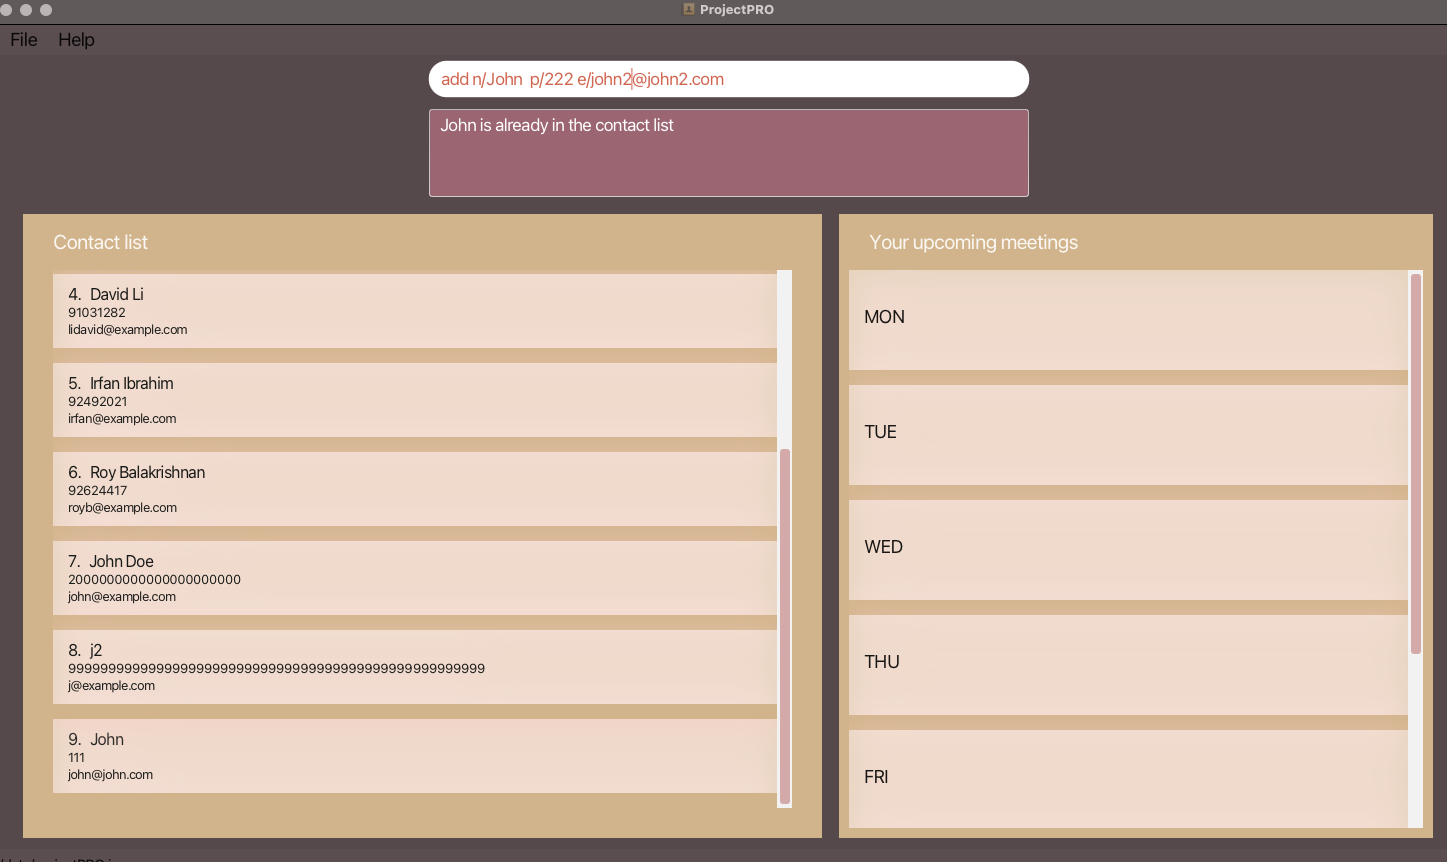 ProjectPRO
File Help
add n/John  p/222 e/john2@john2.com
John is already in the contact list
Contact list
4. David Li
91031282
lidavid@example.com
5. Irfan Ibrahim
92492021
irfan@example.com
6. Roy Balakrishnan
92624417
royb@example.com
7. John Doe
2000000000000000000000
john@example.com
8. j2
j@example.com
9. John
111
john@john.com
Your upcoming meetings
MON
TUE
WED
THU
FRI